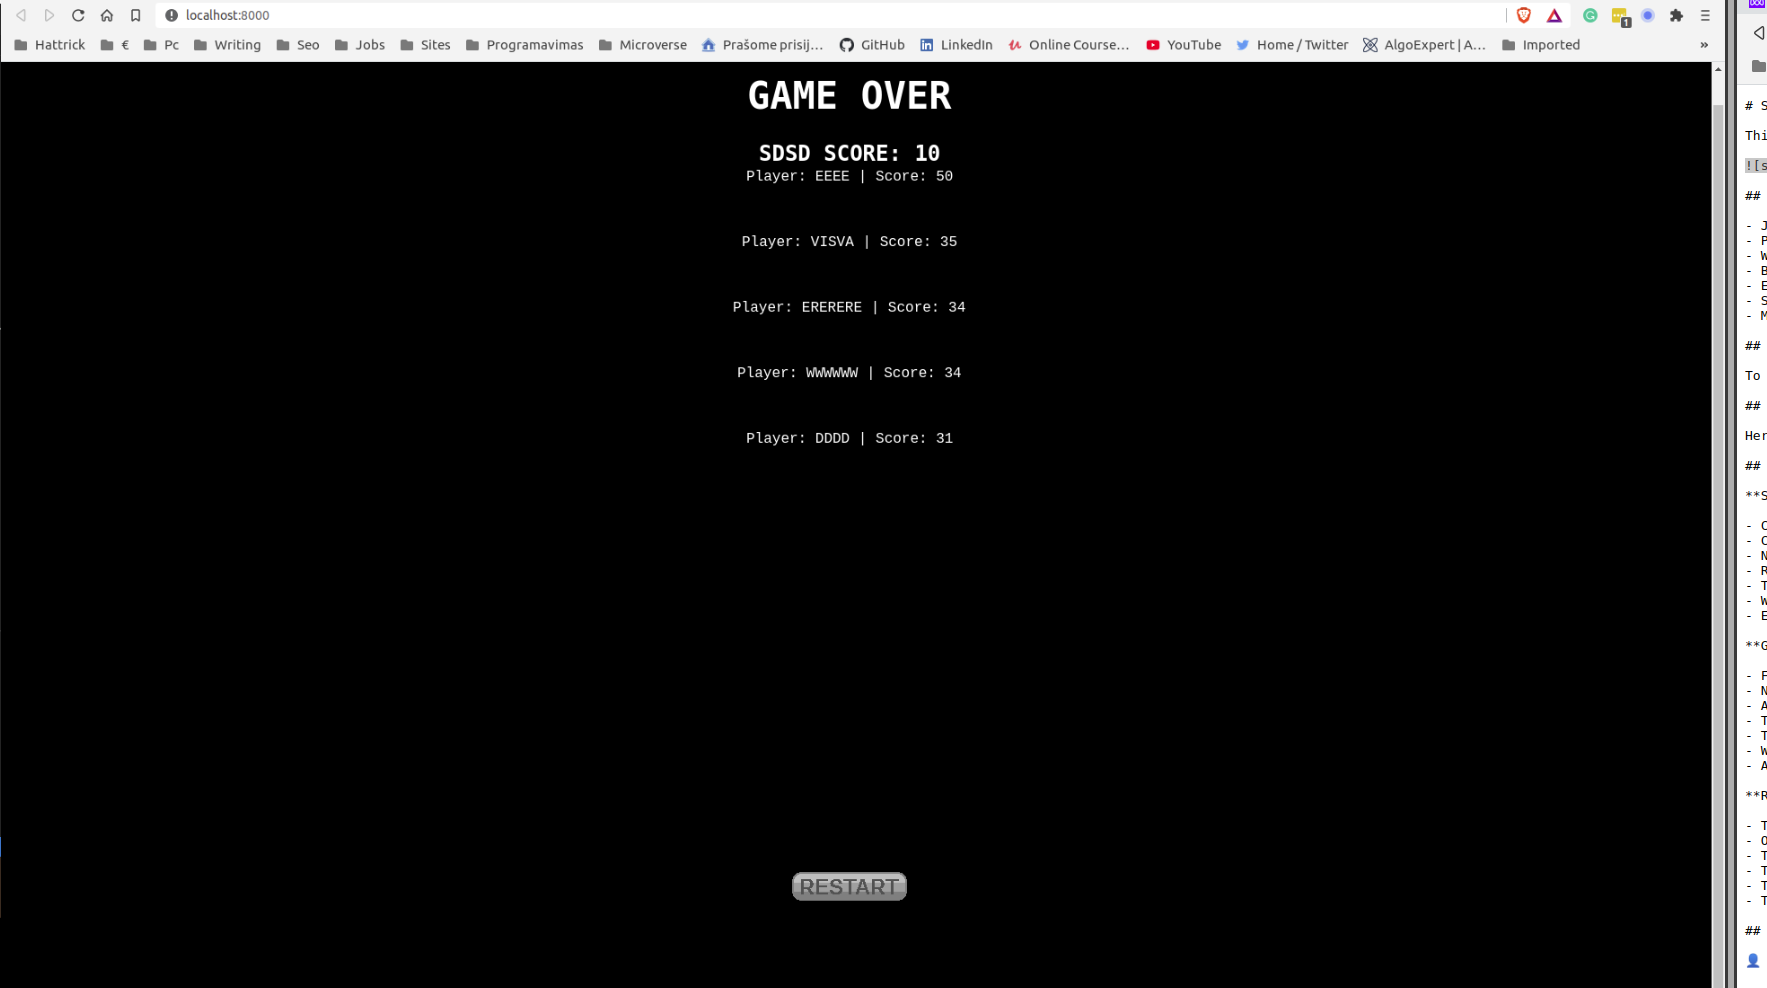 localhost:8000
1
Hattrick € Pc Writing Seo Jobs Sites Programavimas Microverse Prašome prisij… GitHub LinkedIn Online Course… YouTube Home / Twitter AlgoExpert | A… Imported »
GAME OVER
SDSD SCORE: 10
Player: EEEE | Score: 50
Player: VISVA | Score: 35
Player: ERERERE | Score: 34
Player: WWWWWW | Score: 34
Player: DDDD | Score: 31
RESTART
# S
Thi
![s
##
- J
- P
- W
- B
- E
- S
- M
##
To
##
Her
##
**S
- C
- C
- N
- R
- T
- W
- E
**G
- F
- N
- A
- T
- T
- W
- A
**R
- T
- O
- T
- T
- T
- T
##